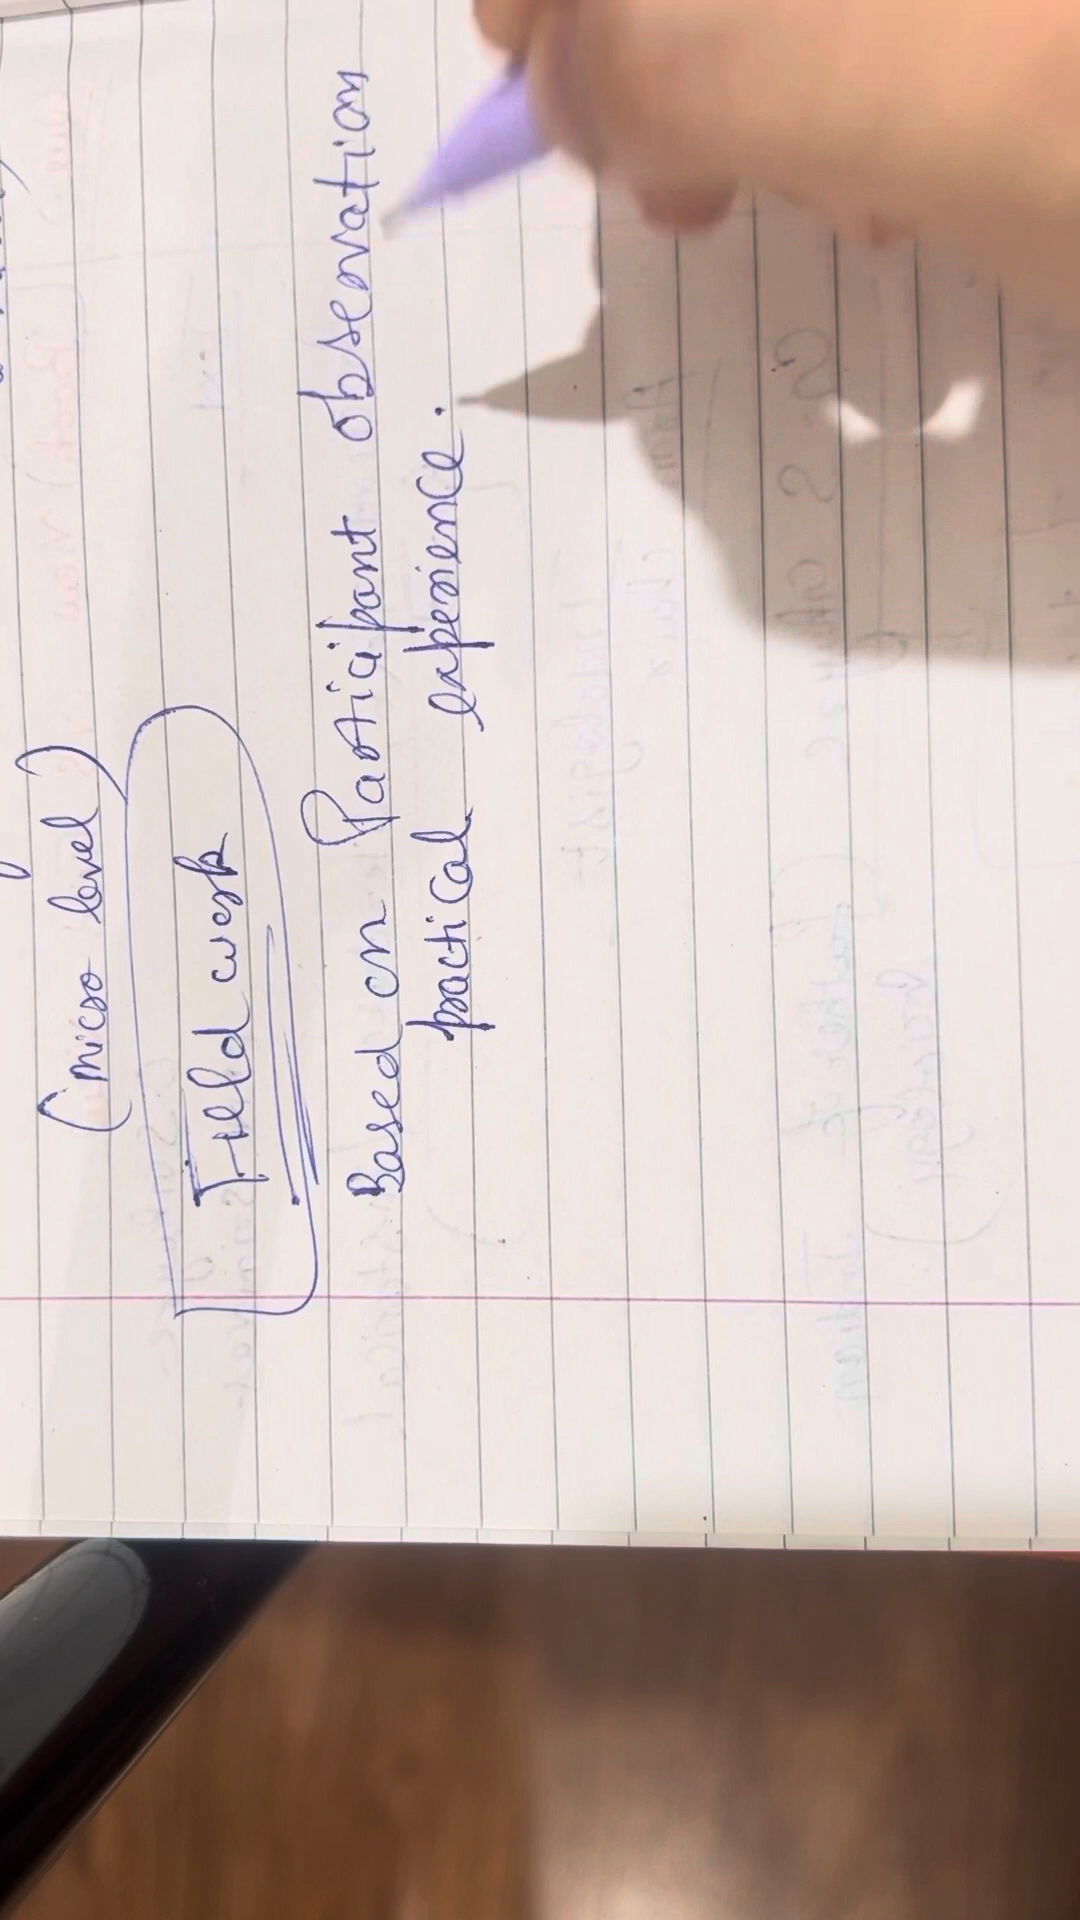 (micro level)
Field work
Based on Participant observation
practical experience.